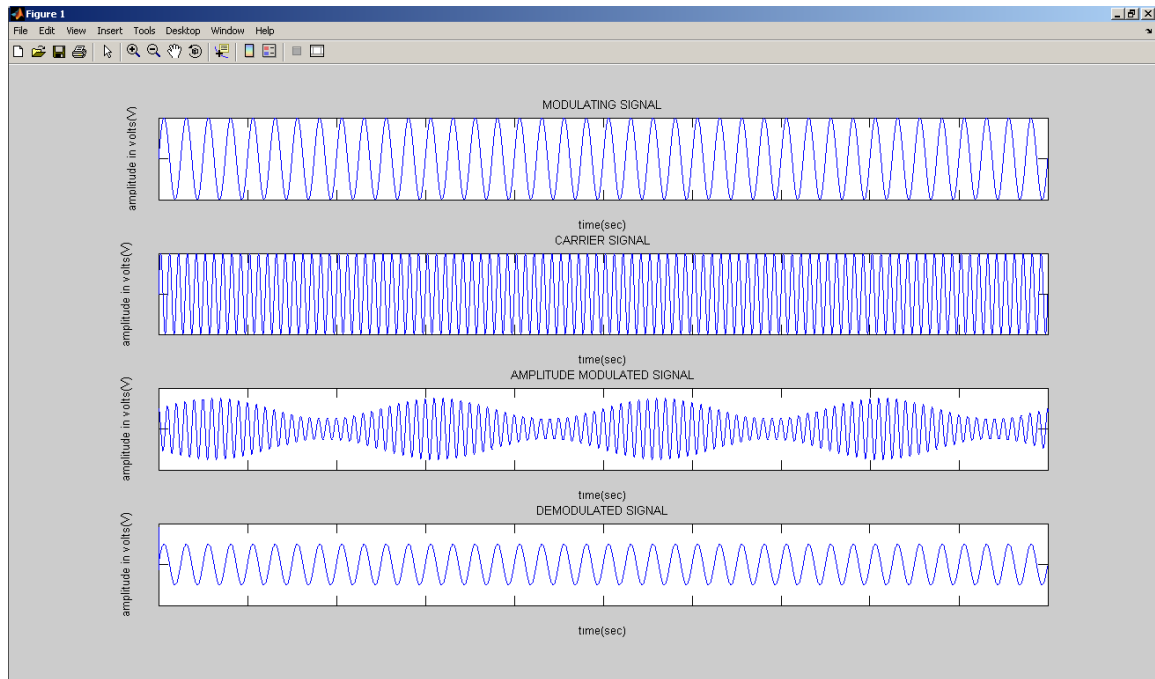 Figure 1
File Edit View Insert Tools Desktop Window Help
MODULATING SIGNAL
amplitude in volts(V)
time(sec)
CARRIER SIGNAL
amplitude in volts(V)
time(sec)
AMPLITUDE MODULATED SIGNAL
amplitude in volts(V)
time(sec)
DEMODULATED SIGNAL
amplitude in volts(V)
time(sec)